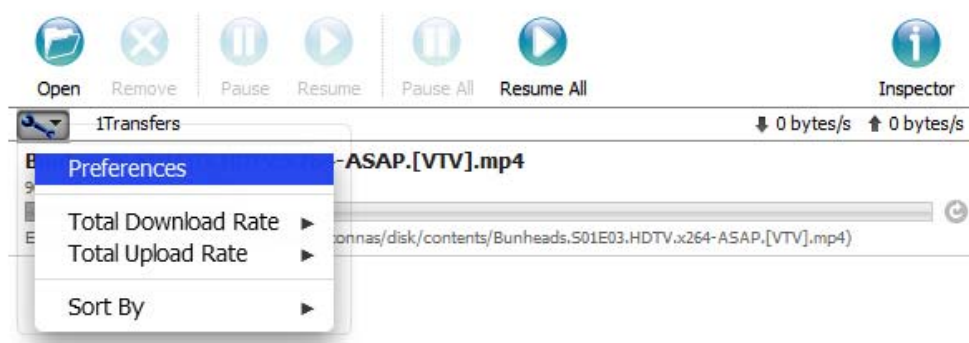 Open Remove Pause Resume Pause All Resume All Inspector
1Transfers 0 bytes/s 0 bytes/s
-ASAP.[VTV].mp4
Preferences
Total Download Rate
onnas/disk/contents/Bunheads.S01E03.HDTV.x264-ASAP.[VTV].mp4)
Total Upload Rate
Sort By